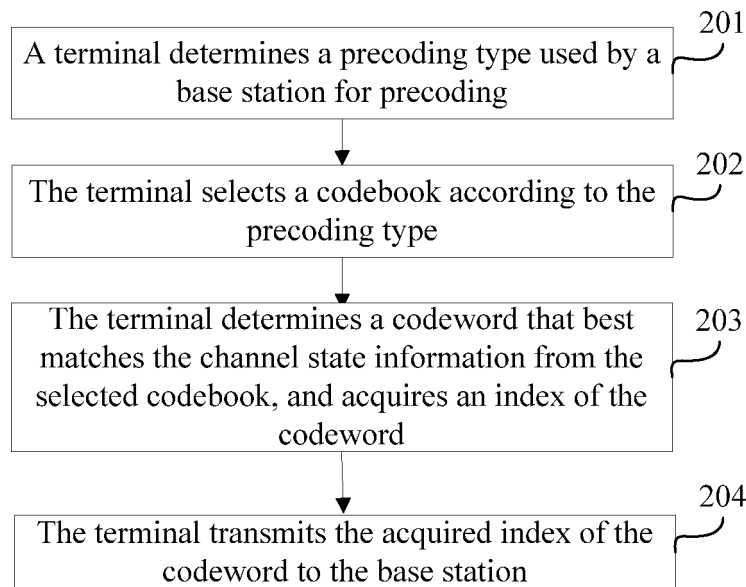 201
A terminal determines a precoding type used by a
base station for precoding
202
The terminal selects a codebook according to the
precoding type
203
The terminal determines a codeword that best
matches the channel state information from the
selected codebook, and acquires an index of the
codeword
204
The terminal transmits the acquired index of the
codeword to the base station